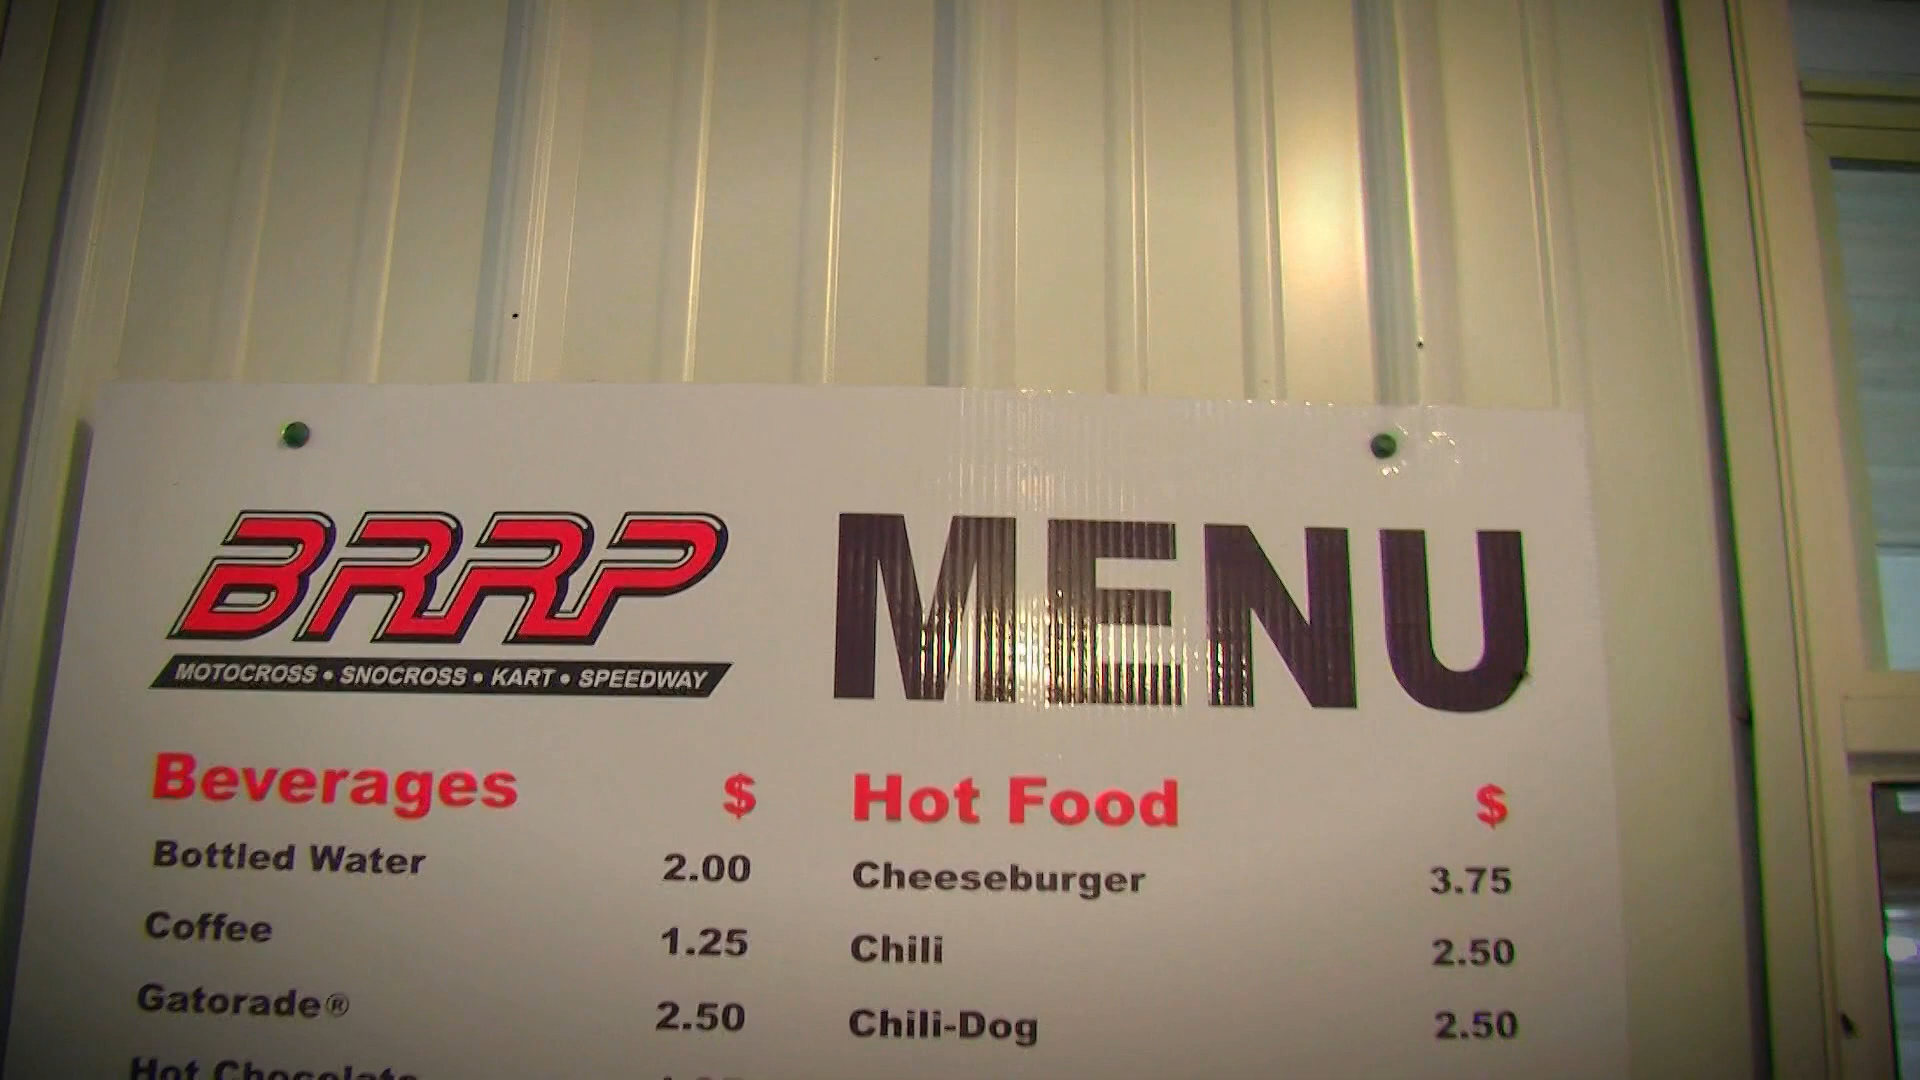 BRRP MENU
MOTOCROSS • SNOCROSS • KART • SPEEDWAY
Beverages $
Bottled Water 2.00
Coffee 1.25
Gatorade® 2.50
Hot Chocolate
Hot Food $
Cheeseburger 3.75
Chili 2.50
Chili-Dog 2.50